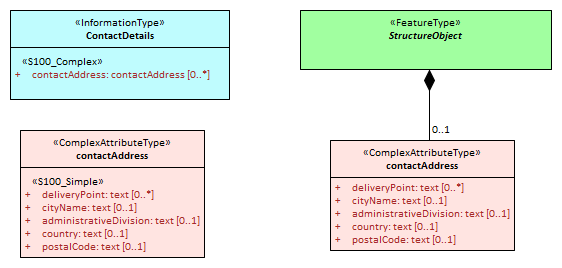 «InformationType»
ContactDetails
«S100_Complex»
+ contactAddress: contactAddress [0..*]
«ComplexAttributeType»
contactAddress
«S100_Simple»
+ deliveryPoint: text [0..*]
+ cityName: text [0..1]
+ administrativeDivision: text [0..1]
+ country: text [0..1]
+ postalCode: text [0..1]
«FeatureType»
StructureObject
0..1
«ComplexAttributeType»
contactAddress
+ deliveryPoint: text [0..*]
+ cityName: text [0..1]
+ administrativeDivision: text [0..1]
+ country: text [0..1]
+ postalCode: text [0..1]